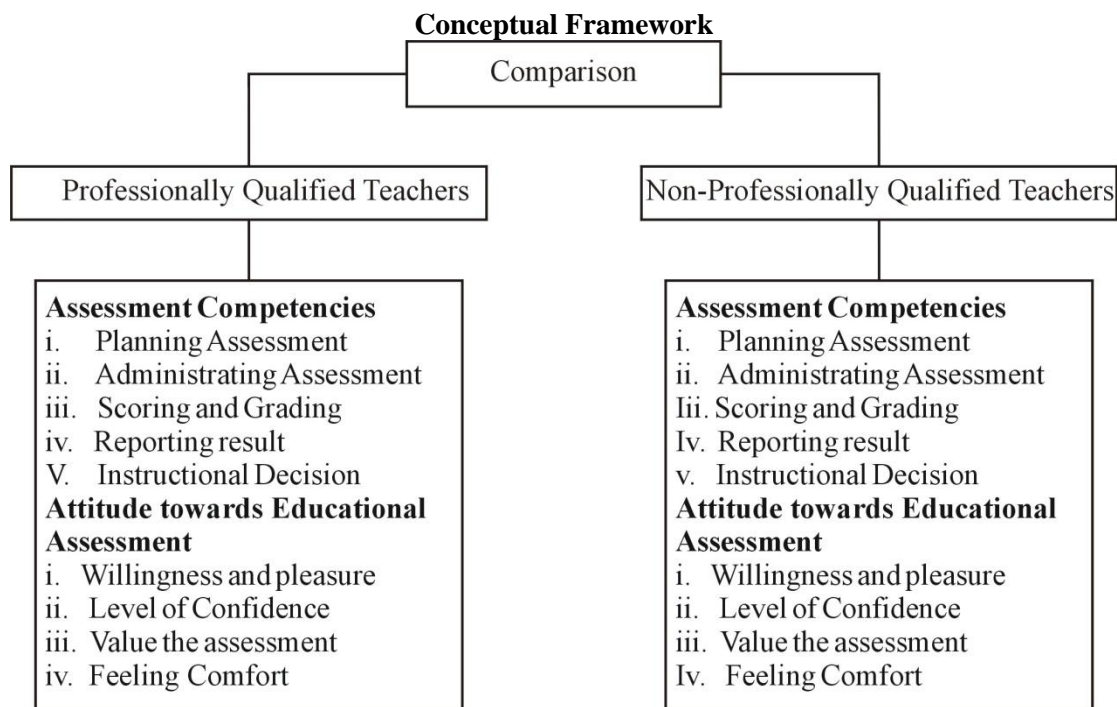 Conceptual Framework
Comparison
Professionally Qualified Teachers
Non-Professionally Qualified Teachers
Assessment Competencies
i. Planning Assessment
ii. Administrating Assessment
iii. Scoring and Grading
iv. Reporting result
V. Instructional Decision
Attitude towards Educational
Assessment
i. Willingness and pleasure
ii. Level of Confidence
iii. Value the assessment
iv. Feeling Comfort
Assessment Competencies
i. Planning Assessment
ii. Administrating Assessment
Iii. Scoring and Grading
Iv. Reporting result
v. Instructional Decision
Attitude towards Educational
Assessment
i. Willingness and pleasure
ii. Level of Confidence
iii. Value the assessment
Iv. Feeling Comfort